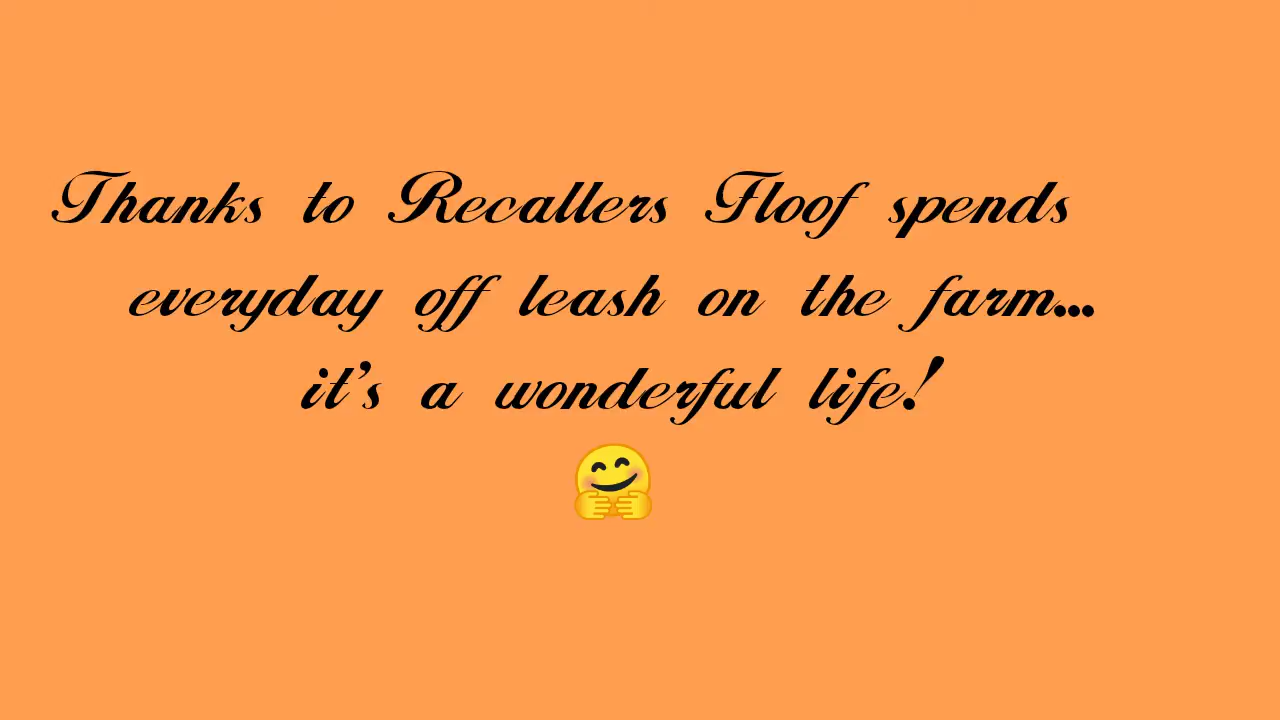 Thanks to Recallers Floof spends
everyday off leash on the farm...
it's a wonderful life!
🤗